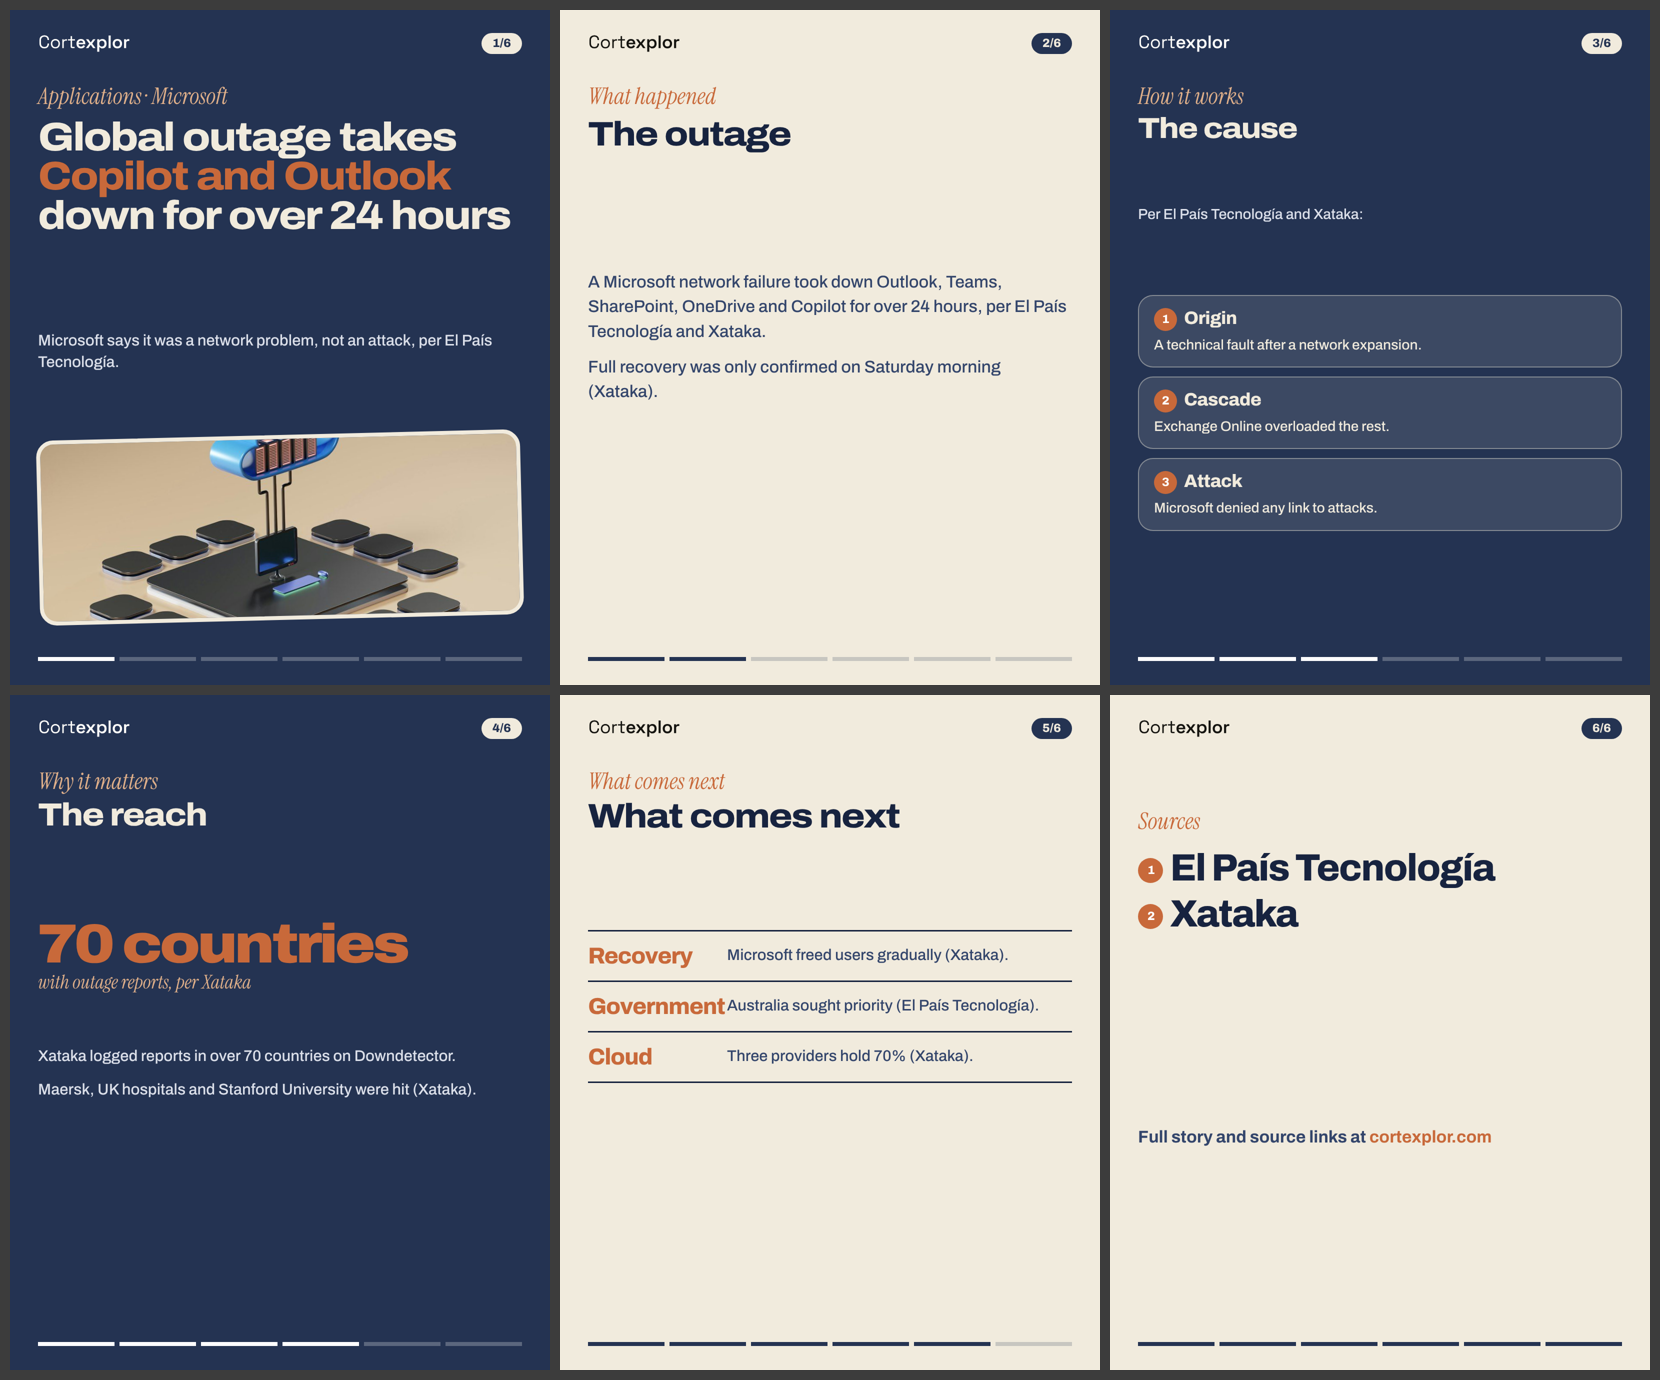 Cortexplor
1/6
Applications · Microsoft
Global outage takes
Copilot and Outlook
down for over 24 hours
Microsoft says it was a network problem, not an attack, per El País
Tecnología.
Cortexplor
2/6
What happened
The outage
A Microsoft network failure took down Outlook, Teams,
SharePoint, OneDrive and Copilot for over 24 hours, per El País
Tecnología and Xataka.
Full recovery was only confirmed on Saturday morning
(Xataka).
Cortexplor
3/6
How it works
The cause
Per El País Tecnología and Xataka:
1 Origin
A technical fault after a network expansion.
2 Cascade
Exchange Online overloaded the rest.
3 Attack
Microsoft denied any link to attacks.
Cortexplor
4/6
Why it matters
The reach
70 countries
with outage reports, per Xataka
Xataka logged reports in over 70 countries on Downdetector.
Maersk, UK hospitals and Stanford University were hit (Xataka).
Cortexplor
5/6
What comes next
What comes next
Recovery Microsoft freed users gradually (Xataka).
Government Australia sought priority (El País Tecnología).
Cloud Three providers hold 70% (Xataka).
Cortexplor
6/6
Sources
1 El País Tecnología
2 Xataka
Full story and source links at cortexplor.com